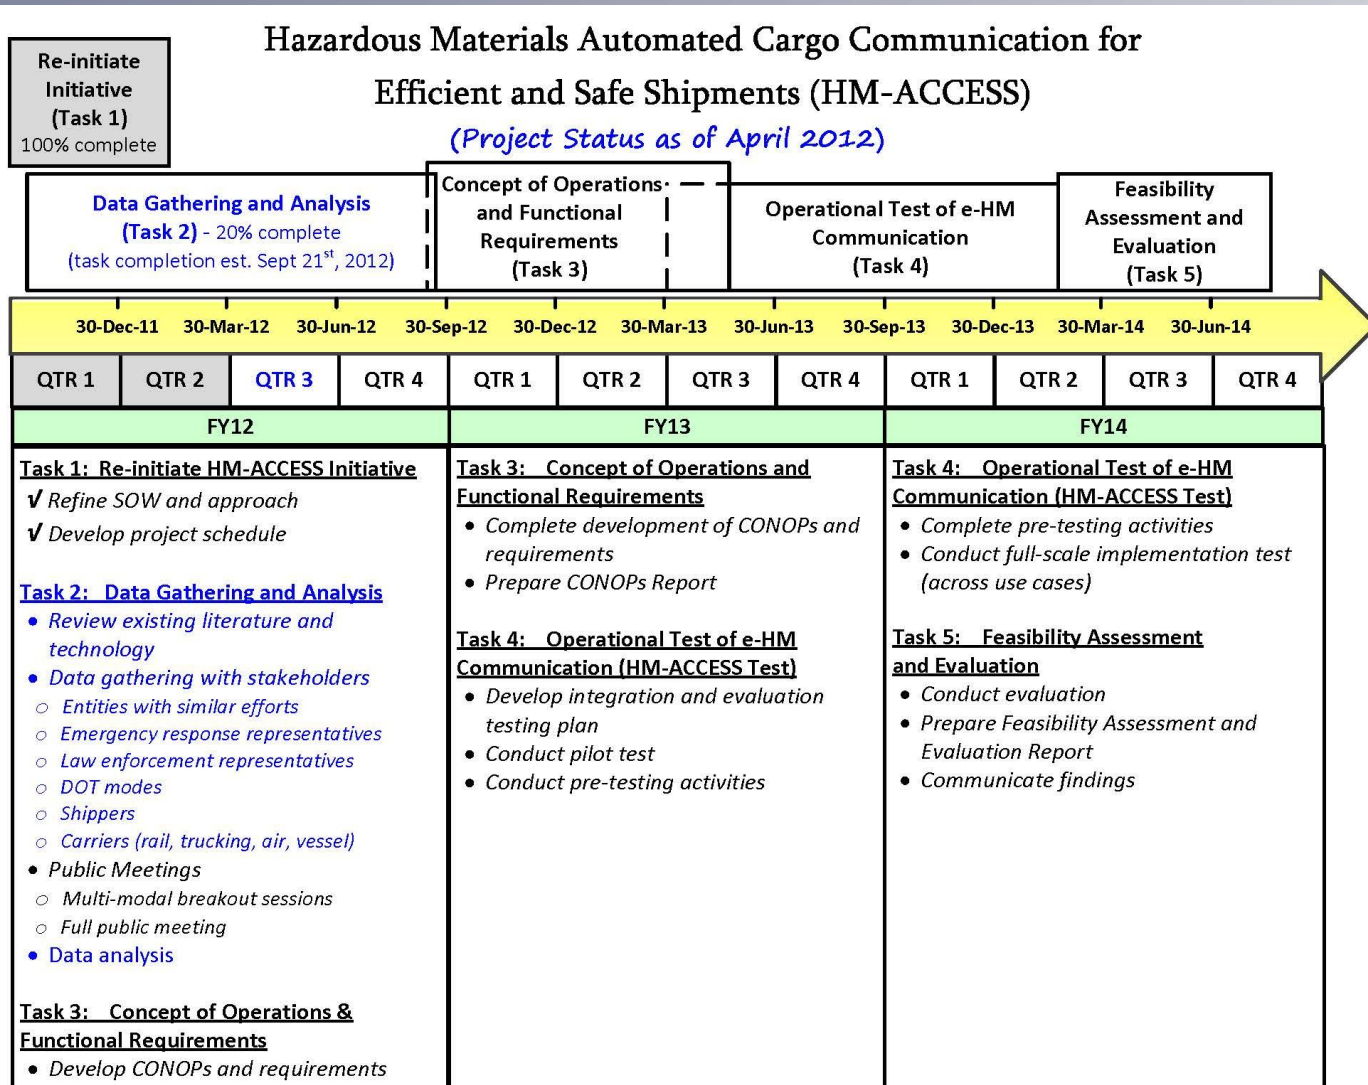 Hazardous Materials Automated Cargo Communication for
Efficient and Safe Shipments (HM-ACCESS)
(Project Status as of April 2012)
Re-initiate
Initiative
(Task 1)
100% complete
Data Gathering and Analysis
(Task 2) - 20% complete
(task completion est. Sept 21st, 2012)
Concept of Operations
and Functional
Requirements
(Task 3)
Operational Test of e-HM
Communication
(Task 4)
Feasibility
Assessment and
Evaluation
(Task 5)
30-Dec-11 30-Mar-12 30-Jun-12 30-Sep-12 30-Dec-12 30-Mar-13 30-Jun-13 30-Sep-13 30-Dec-13 30-Mar-14 30-Jun-14
QTR 1 QTR 2 QTR 3 QTR 4 QTR 1 QTR 2 QTR 3 QTR 4 QTR 1 QTR 2 QTR 3 QTR 4
FY12 FY13 FY14
Task 1: Re-initiate HM-ACCESS Initiative
√ Refine SOW and approach
√ Develop project schedule
Task 2: Data Gathering and Analysis
• Review existing literature and
technology
• Data gathering with stakeholders
○ Entities with similar efforts
○ Emergency response representatives
○ Law enforcement representatives
○ DOT modes
○ Shippers
○ Carriers (rail, trucking, air, vessel)
• Public Meetings
○ Multi-modal breakout sessions
○ Full public meeting
• Data analysis
Task 3: Concept of Operations &
Functional Requirements
• Develop CONOPs and requirements
Task 3: Concept of Operations and
Functional Requirements
• Complete development of CONOPs and
requirements
• Prepare CONOPs Report
Task 4: Operational Test of e-HM
Communication (HM-ACCESS Test)
• Develop integration and evaluation
testing plan
• Conduct pilot test
• Conduct pre-testing activities
Task 4: Operational Test of e-HM
Communication (HM-ACCESS Test)
• Complete pre-testing activities
• Conduct full-scale implementation test
(across use cases)
Task 5: Feasibility Assessment
and Evaluation
• Conduct evaluation
• Prepare Feasibility Assessment and
Evaluation Report
• Communicate findings